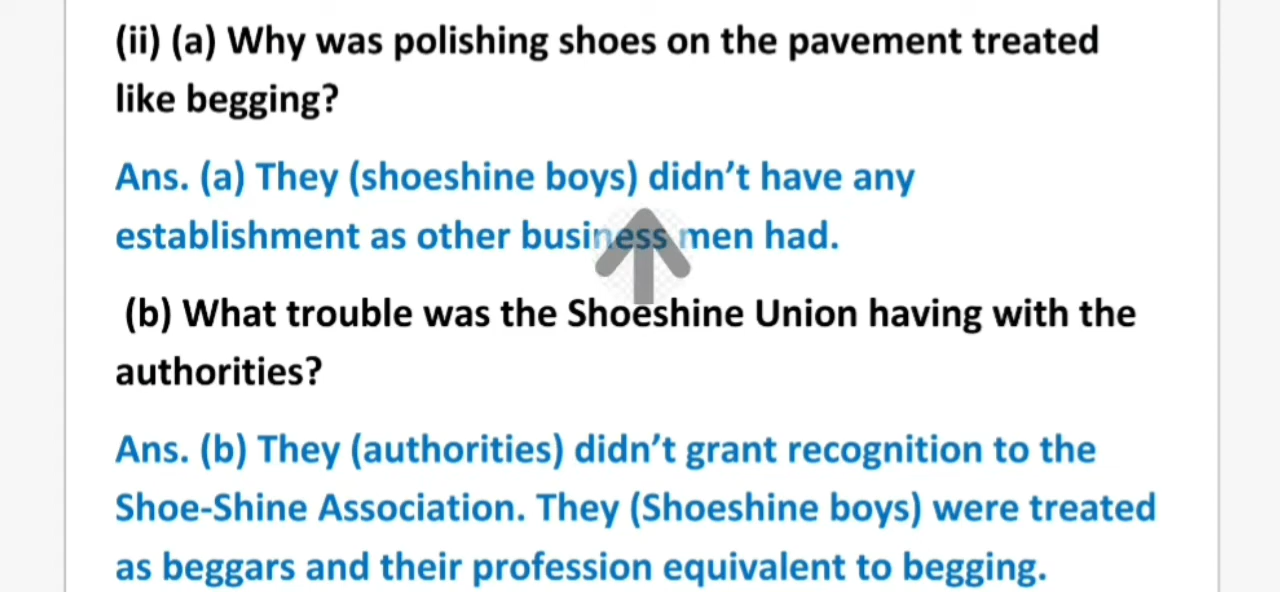 (ii) (a) Why was polishing shoes on the pavement treated
like begging?
Ans. (a) They (shoeshine boys) didn’t have any
establishment as other business men had.
(b) What trouble was the Shoeshine Union having with the
authorities?
Ans. (b) They (authorities) didn’t grant recognition to the
Shoe-Shine Association. They (Shoeshine boys) were treated
as beggars and their profession equivalent to begging.